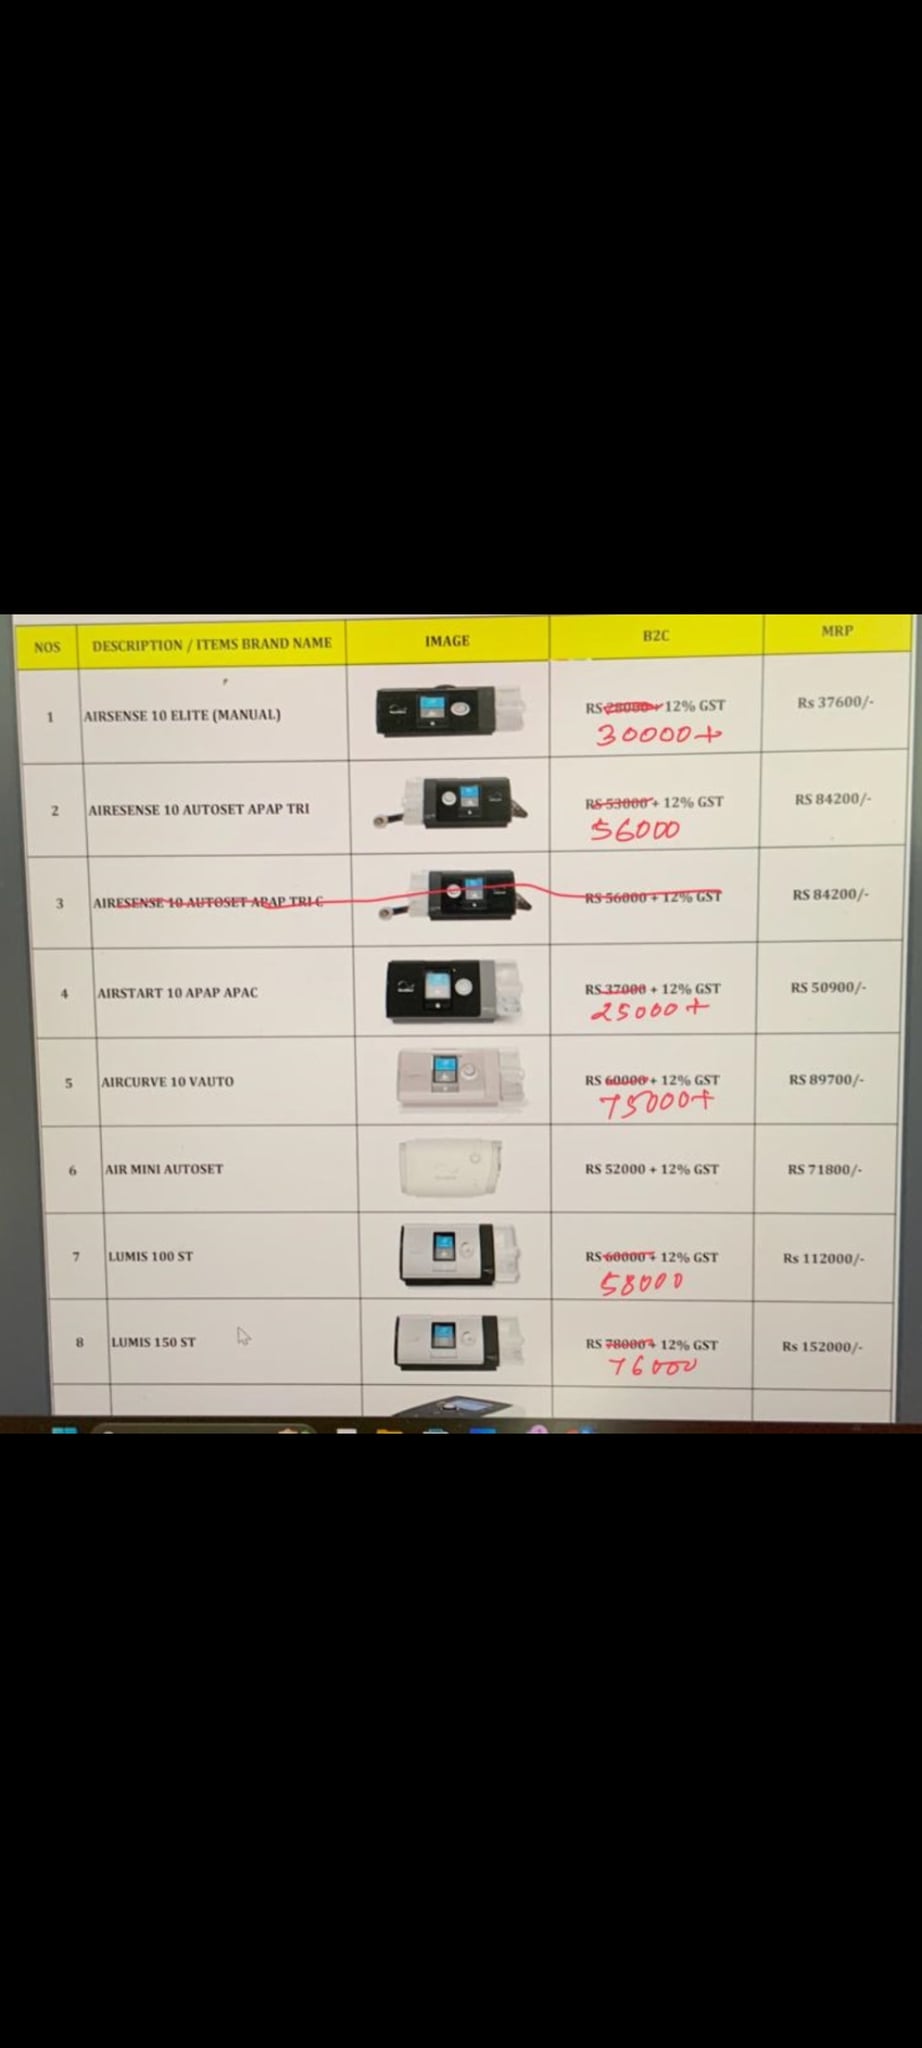 NOS DESCRIPTION / ITEMS BRAND NAME IMAGE B2C MRP
1 AIRSENSE 10 ELITE (MANUAL) RS 28000+ 12% GST Rs 37600/-
30000+
2 AIRESENSE 10 AUTOSET APAP TRI RS 53000 + 12% GST RS 84200/-
56000
3 AIRESENSE 10 AUTOSET APAP TRI C RS 56000 + 12% GST RS 84200/-
4 AIRSTART 10 APAP APAC RS 37000 + 12% GST RS 50900/-
25000+
5 AIRCURVE 10 VAUTO RS 60000 + 12% GST RS 89700/-
75000+
6 AIR MINI AUTOSET RS 52000 + 12% GST RS 71800/-
7 LUMIS 100 ST RS 60000 + 12% GST Rs 112000/-
58000
8 LUMIS 150 ST RS 78000+ 12% GST Rs 152000/-
76000